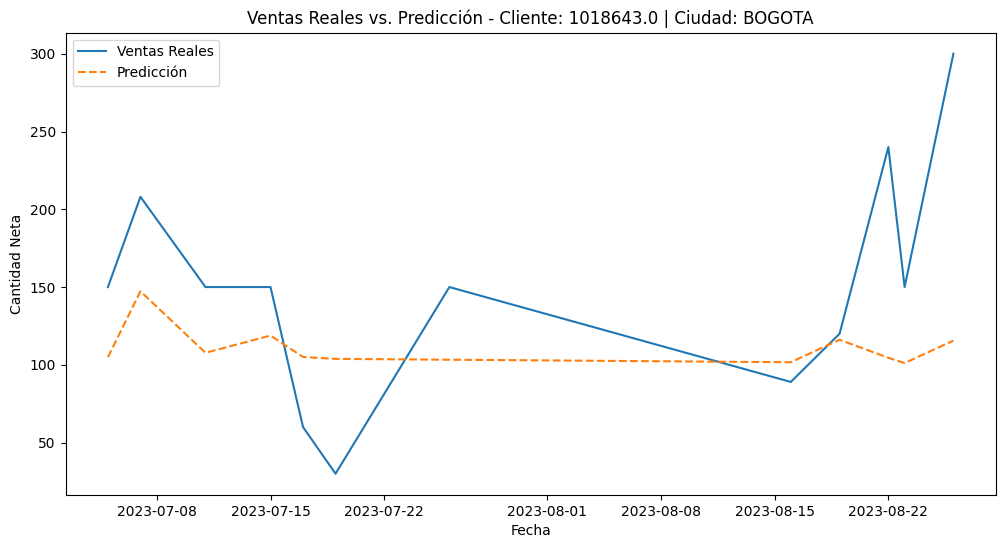 Ventas Reales vs. Predicción - Cliente: 1018643.0 | Ciudad: BOGOTA
Ventas Reales
Predicción
300
250
200
150
100
50
Cantidad Neta
2023-07-08
2023-07-15
2023-07-22
2023-08-01
2023-08-08
2023-08-15
2023-08-22
Fecha